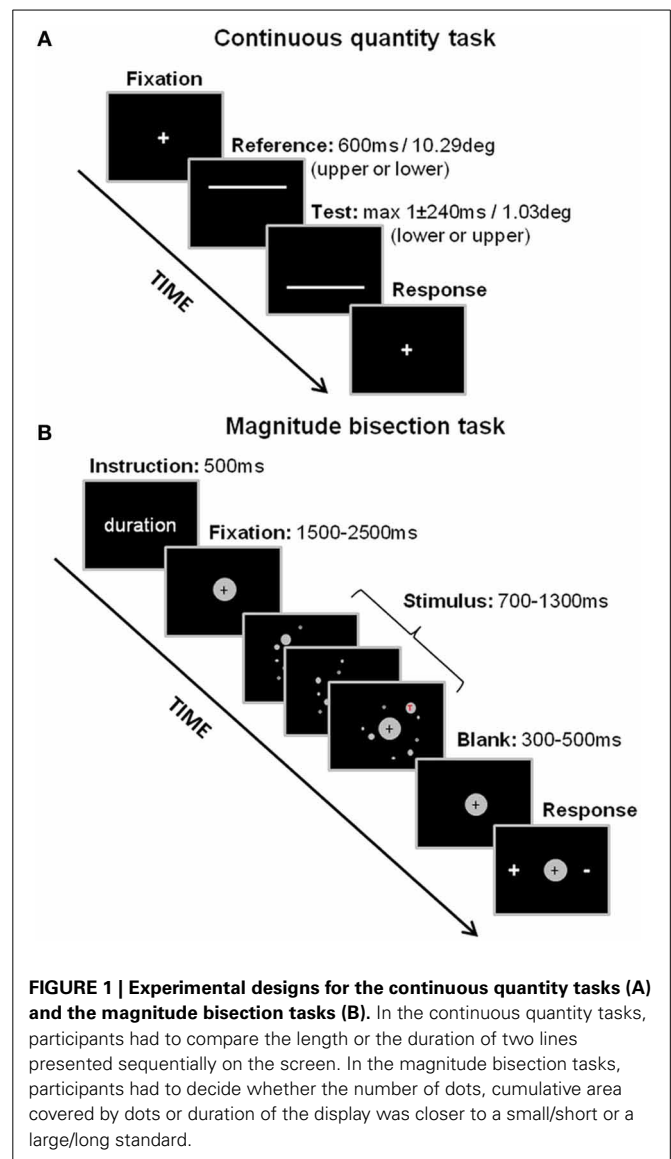 A
Continuous quantity task
Fixation
+
Reference: 600ms / 10.29deg
(upper or lower)
Test: max 1±240ms / 1.03deg
(lower or upper)
Response
+
TIME
B
Magnitude bisection task
Instruction: 500ms
duration
Fixation: 1500-2500ms
+
Stimulus: 700-1300ms
T
+
Blank: 300-500ms
+
Response
+ + -
TIME
FIGURE 1 | Experimental designs for the continuous quantity tasks (A)
and the magnitude bisection tasks (B). In the continuous quantity tasks,
participants had to compare the length or the duration of two lines
presented sequentially on the screen. In the magnitude bisection tasks,
participants had to decide whether the number of dots, cumulative area
covered by dots or duration of the display was closer to a small/short or a
large/long standard.